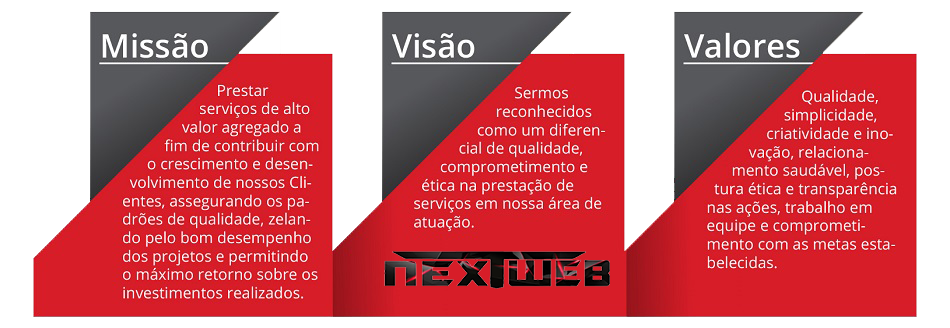 Missão
Prestar
serviços de alto
valor agregado a
fim de contribuir com
o crescimento e desen-
volvimento de nossos Cli-
entes, assegurando os pa-
drões de qualidade, zelan-
do pelo bom desempenho
dos projetos e permitindo
o máximo retorno sobre os
investimentos realizados.
Visão
Sermos
reconhecidos
como um diferen-
cial de qualidade,
comprometimento e
ética na prestação de
serviços em nossa área de
atuação.
NEXTWEB
Valores
Qualidade,
simplicidade,
criatividade e ino-
vação, relaciona-
mento saudável, pos-
tura ética e transparência
nas ações, trabalho em
equipe e comprometi-
mento com as metas esta-
belecidas.